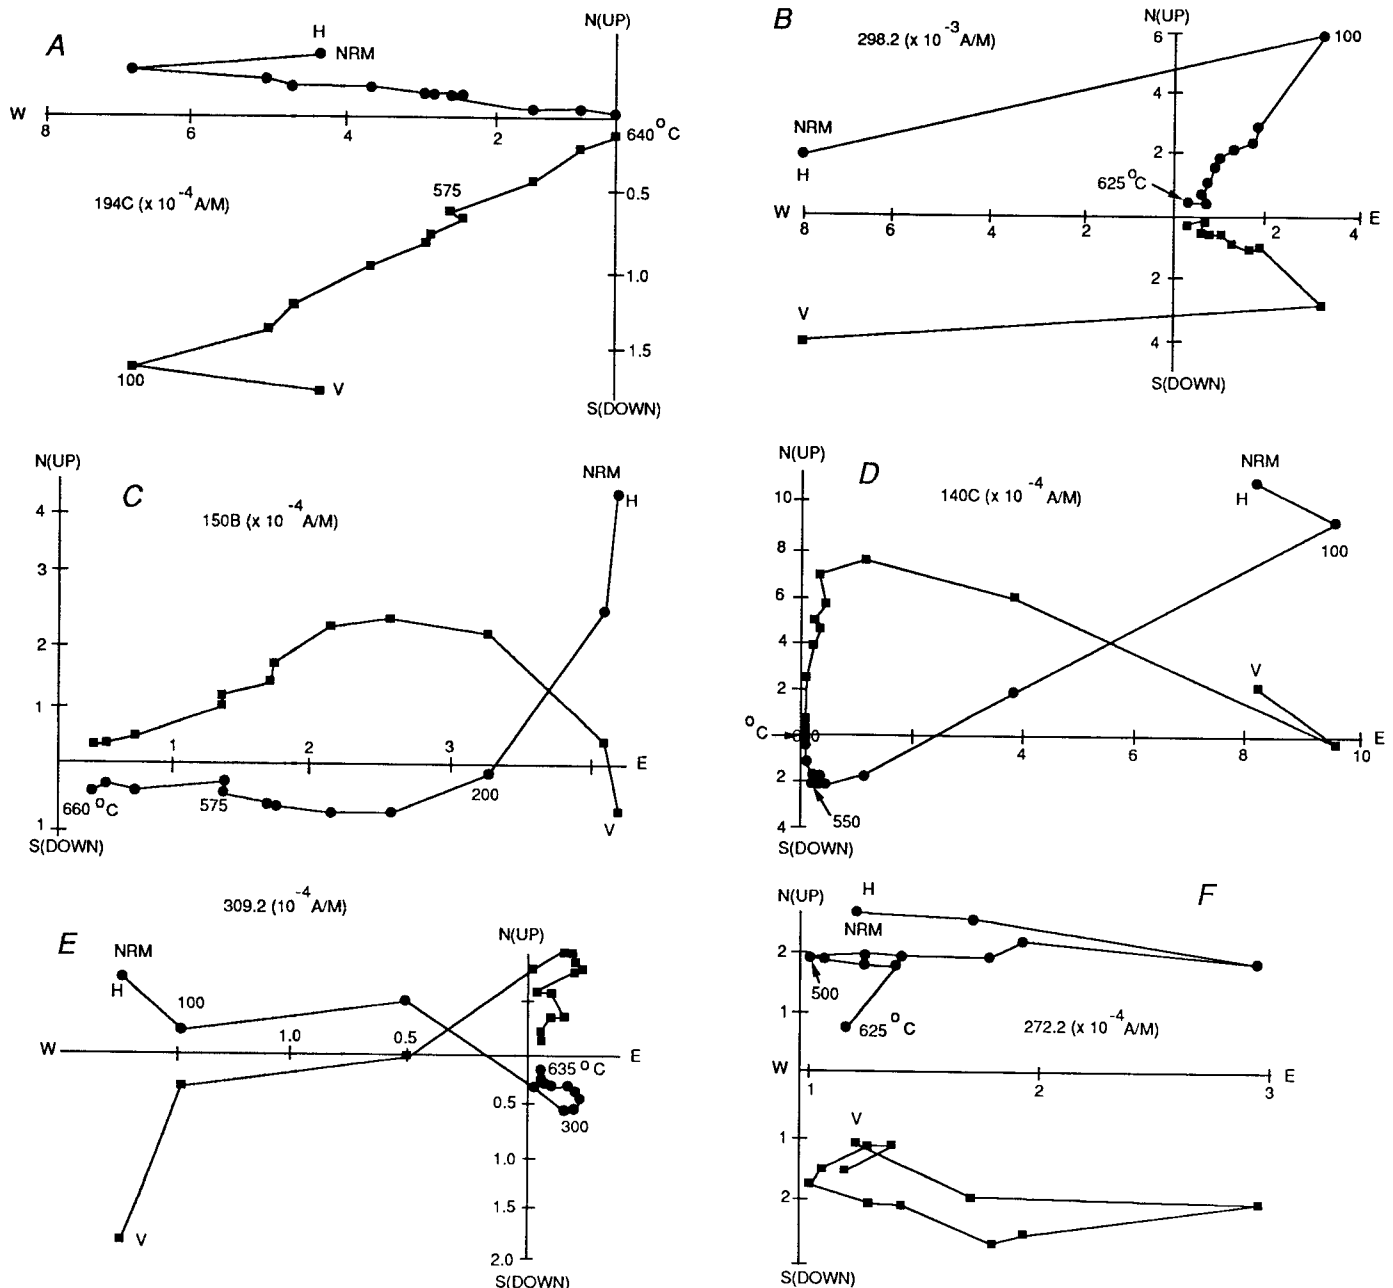 A
H
NRM
N(UP)
W
8
6
4
2
640°C
194C (x 10⁻⁴ A/M)
575
0.5
1.0
1.5
100
V
S(DOWN)
B
N(UP)
298.2 (x 10⁻³ A/M)
6
100
4
NRM
H
2
625°C
W
8
6
4
2
2
4
E
2
V
4
S(DOWN)
N(UP)
C
NRM
H
4
150B (x 10⁻⁴ A/M)
3
2
1
1
2
3
E
660°C
575
200
1
V
S(DOWN)
N(UP)
D
NRM
H
10
140C (x 10⁻⁴ A/M)
100
8
6
4
V
2
°C
4
6
8
10
E
2
550
4
S(DOWN)
309.2 (10⁻⁴ A/M)
E
NRM
H
N(UP)
100
W
1.0
0.5
E
635°C
0.5
300
1.0
1.5
V
2.0
S(DOWN)
N(UP)
H
F
NRM
2
500
1
625°C
272.2 (x 10⁻⁴ A/M)
W
1
2
3
E
V
1
2
S(DOWN)